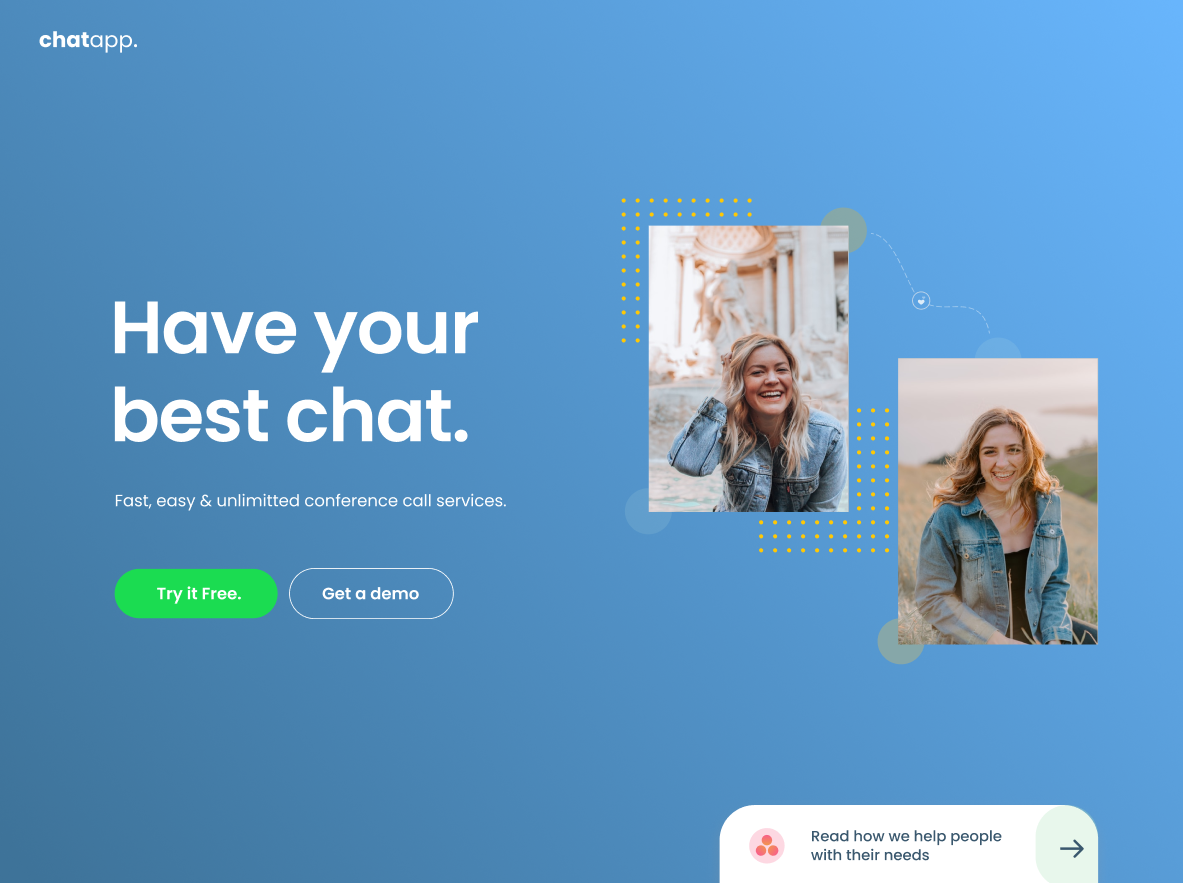 chatapp.
Have your
best chat.
Fast, easy & unlimitted conference call services.
Try it Free.
Get a demo
Read how we help people
with their needs